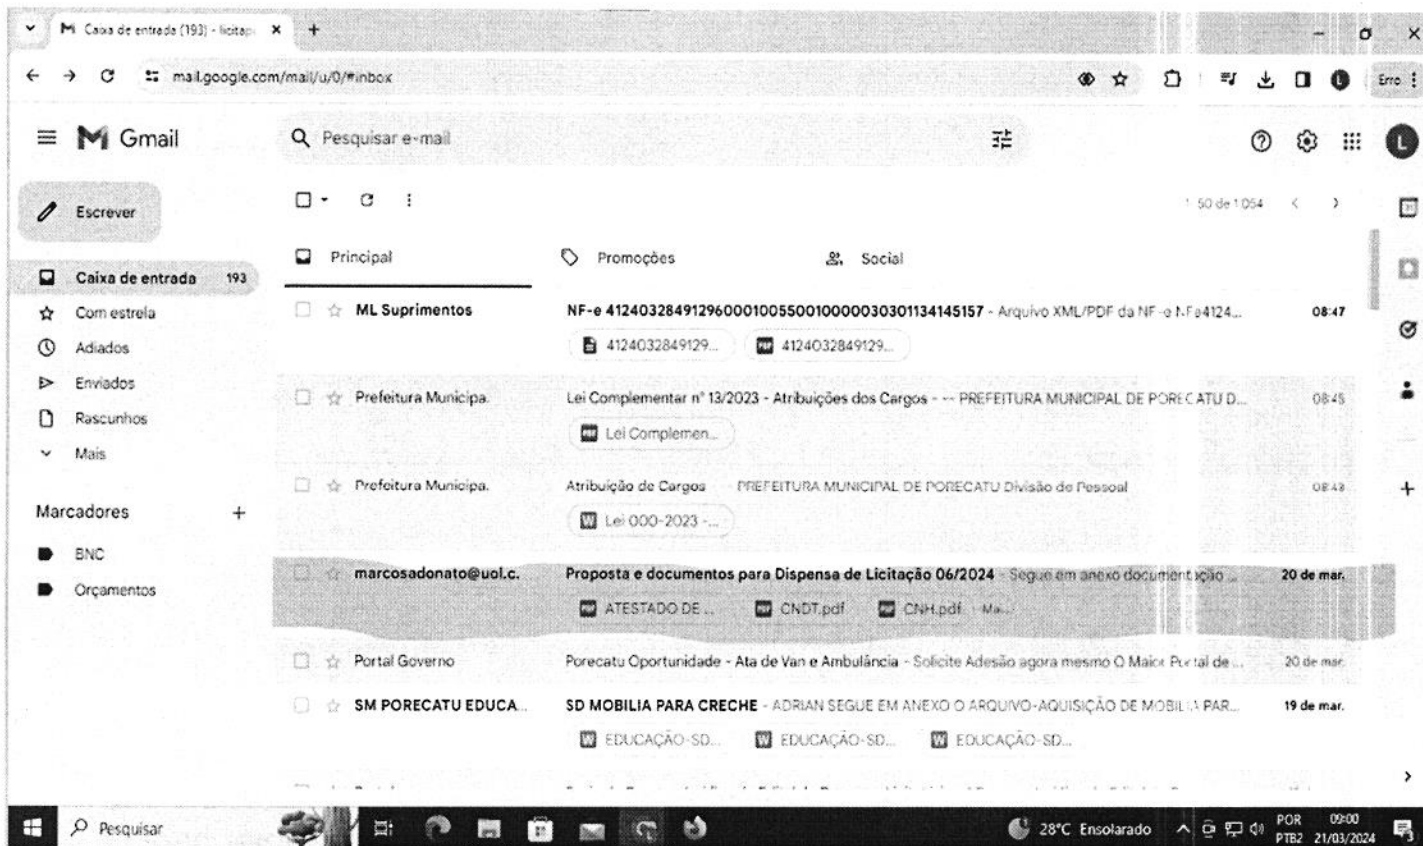 Caixa de entrada (193) - licitap
mail.google.com/mail/u/0/#inbox
Erro
Gmail
Pesquisar e-mail
L
Escrever
1-50 de 1.054
Principal
Promoções
Social
Caixa de entrada 193
Com estrela
Adiados
Enviados
Rascunhos
Mais
Marcadores
BNC
Orçamentos
ML Suprimentos NF-e 41240328491296000100550010000030301134145157 - Arquivo XML/PDF da NF-e NFe4124... 08:47
4124032849129... 4124032849129...
Prefeitura Municipa. Lei Complementar n° 13/2023 - Atribuições dos Cargos - -- PREFEITURA MUNICIPAL DE PORECATU D... 08:45
Lei Complemen...
Prefeitura Municipa. Atribuição de Cargos - PREFEITURA MUNICIPAL DE PORECATU Divisão de Pessoal 08:43
Lei 000-2023 -...
marcosadonato@uol.c. Proposta e documentos para Dispensa de Licitação 06/2024 - Segue em anexo documentação ... 20 de mar.
ATESTADO DE ... CNDT.pdf CNH.pdf
Portal Governo Porecatu Oportunidade - Ata de Van e Ambulância - Solicite Adesão agora mesmo O Maior Portal de ... 20 de mar.
SM PORECATU EDUCA... SD MOBILIA PARA CRECHE - ADRIAN SEGUE EM ANEXO O ARQUIVO-AQUISIÇÃO DE MOBILIA PAR... 19 de mar.
EDUCAÇÃO-SD... EDUCAÇÃO-SD... EDUCAÇÃO-SD...
Pesquisar
28°C Ensolarado
POR
PTB2
09:00
21/03/2024